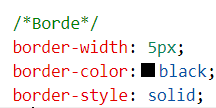 /*Borde*/
border-width: 5px;
border-color: black;
border-style: solid;